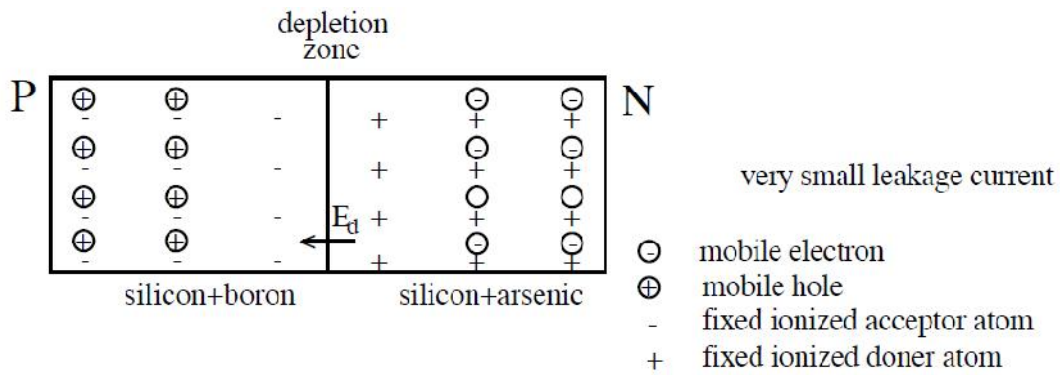 depletion
zone
P
N
E_d
very small leakage current
silicon+boron
silicon+arsenic
⊖ mobile electron
⊕ mobile hole
- fixed ionized acceptor atom
+ fixed ionized doner atom